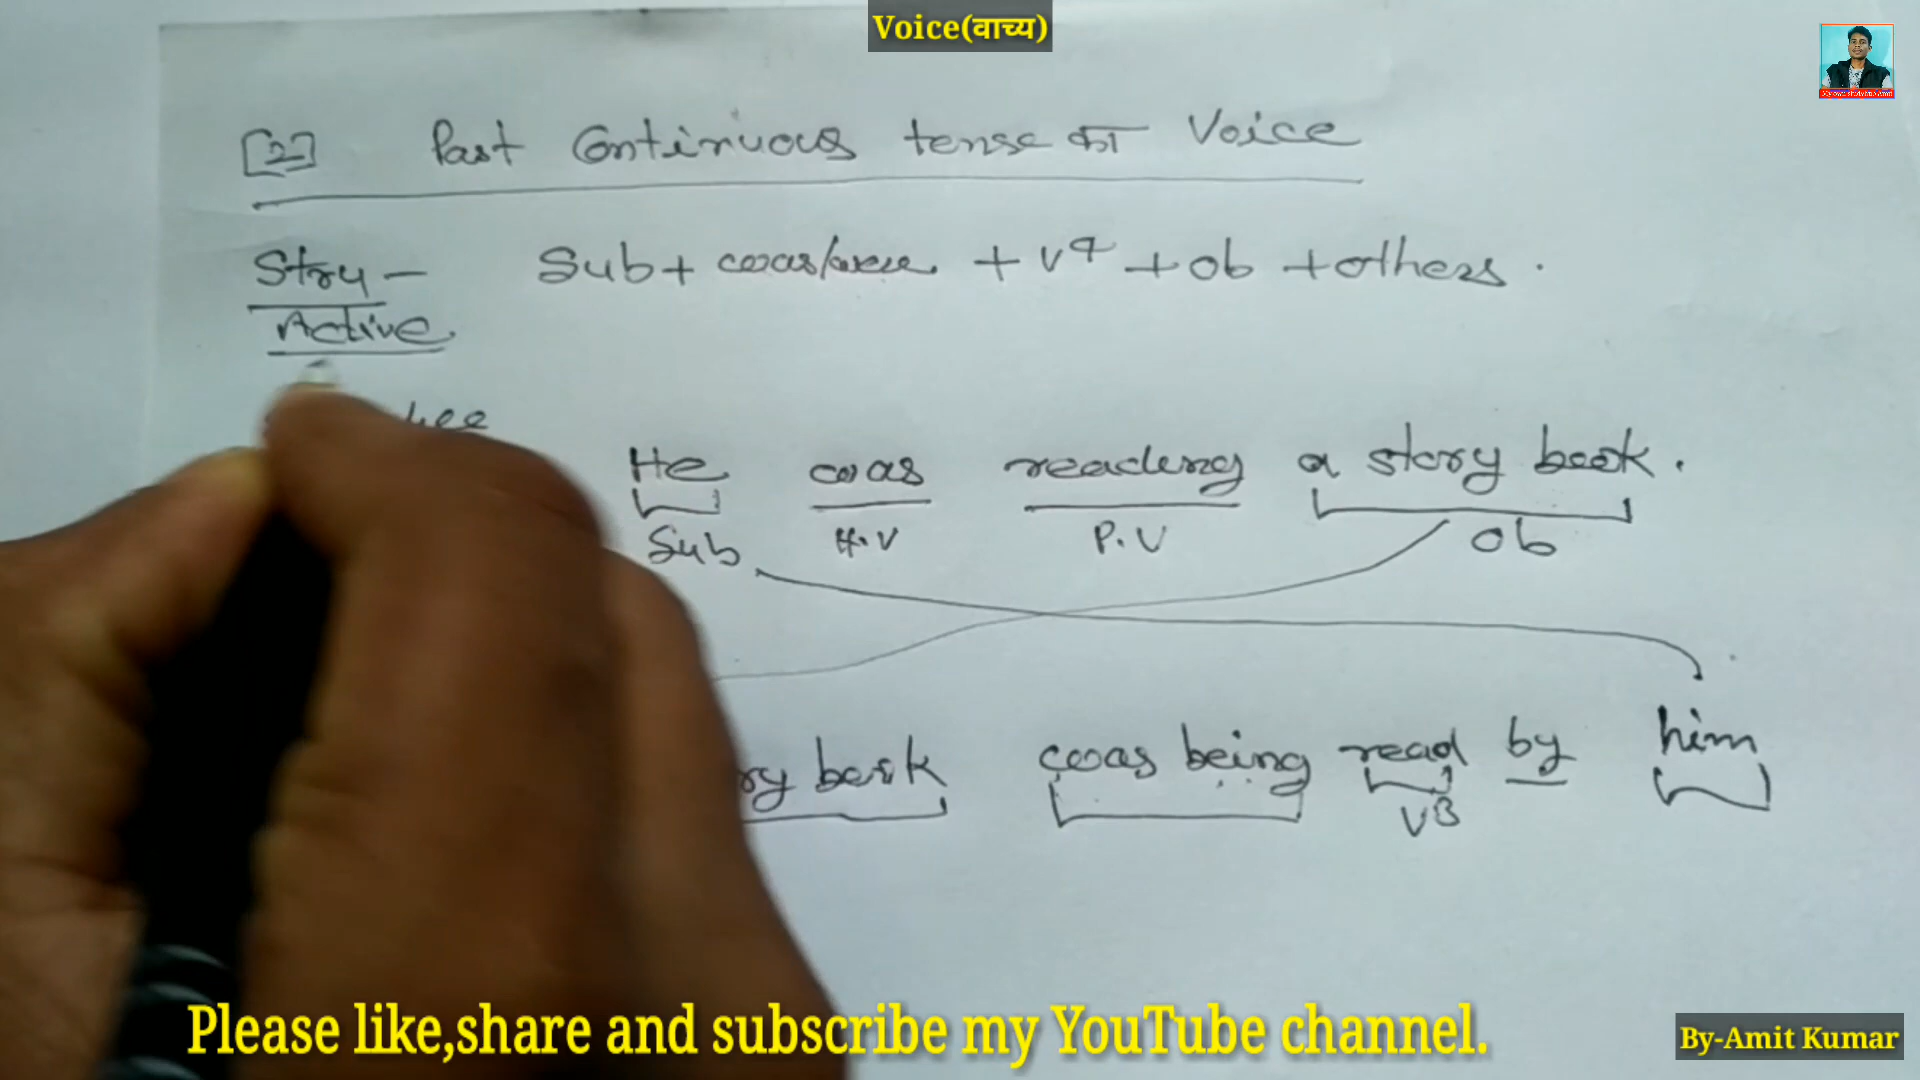 Voice(वाच्य)
[2] Past Continuous tense का Voice
Stru - Sub + was/were + V4 + ob + others.
Active
He was reading a story book.
Sub H.V P.V Ob
ry book was being read by him
V3
Please like,share and subscribe my YouTube channel.
By-Amit Kumar